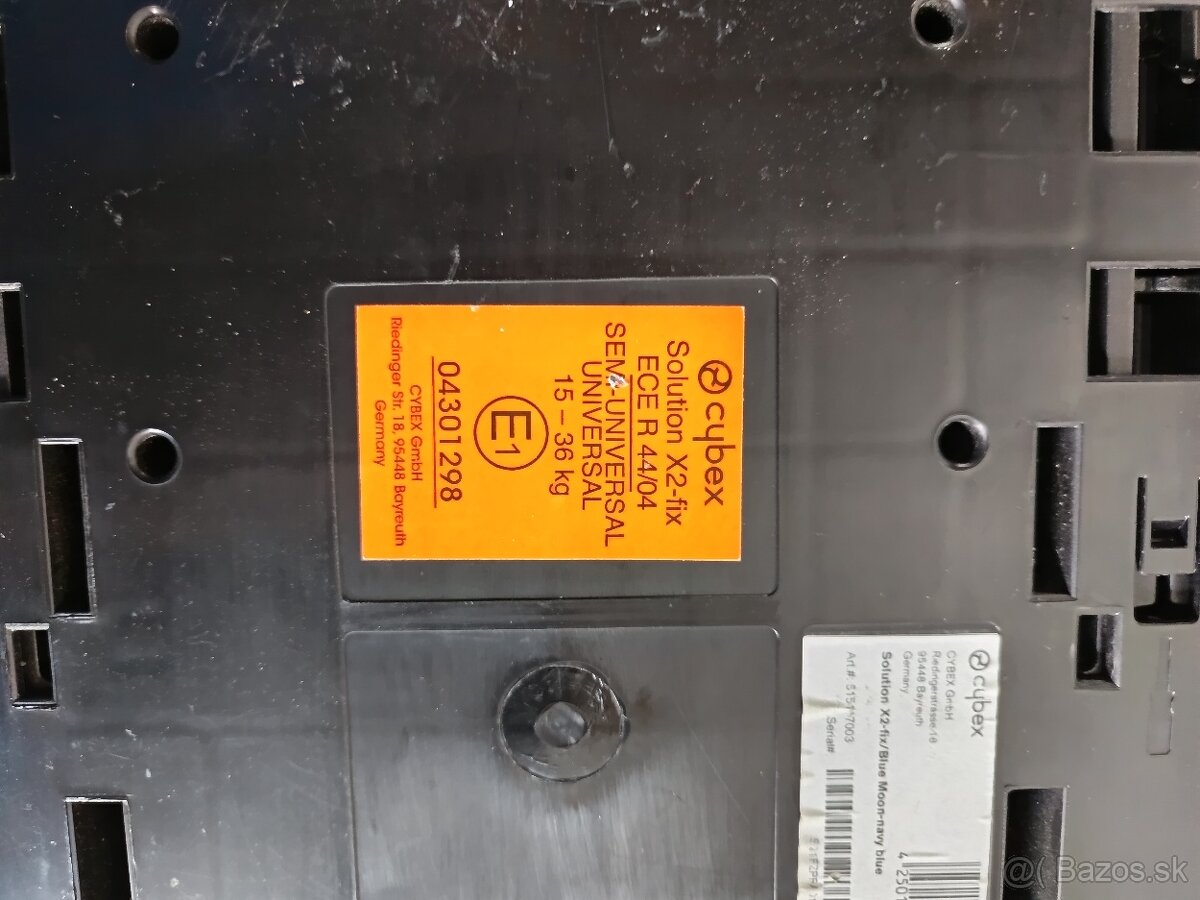 cybex
Solution X2-fix
ECE R 44/04
SEMI-UNIVERSAL
UNIVERSAL
15 – 36 kg
E1
04301298
CYBEX GmbH
Riedinger Str. 18, 95448 Bayreuth
Germany
cybex
CYBEX GmbH
Riedingerstrasse 18
95448 Bayreuth
Germany
Solution X2-fix/Blue Moon-navy blue
Art.#:
Serial#
Bazos.sk